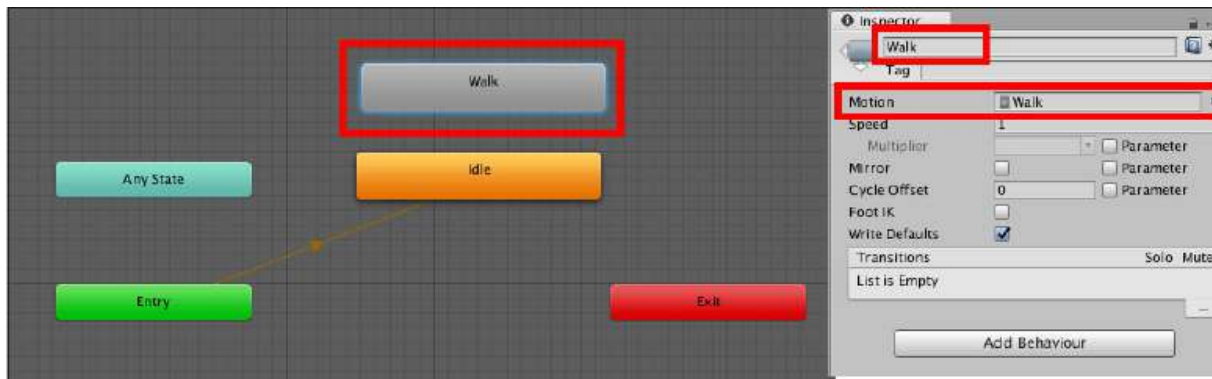 Walk
Idle
Any State
Entry
Exit
Inspector
Walk
Tag
Motion Walk
Speed 1
Multiplier Parameter
Mirror Parameter
Cycle Offset 0 Parameter
Foot IK
Write Defaults
Transitions Solo Mute
List is Empty
Add Behaviour